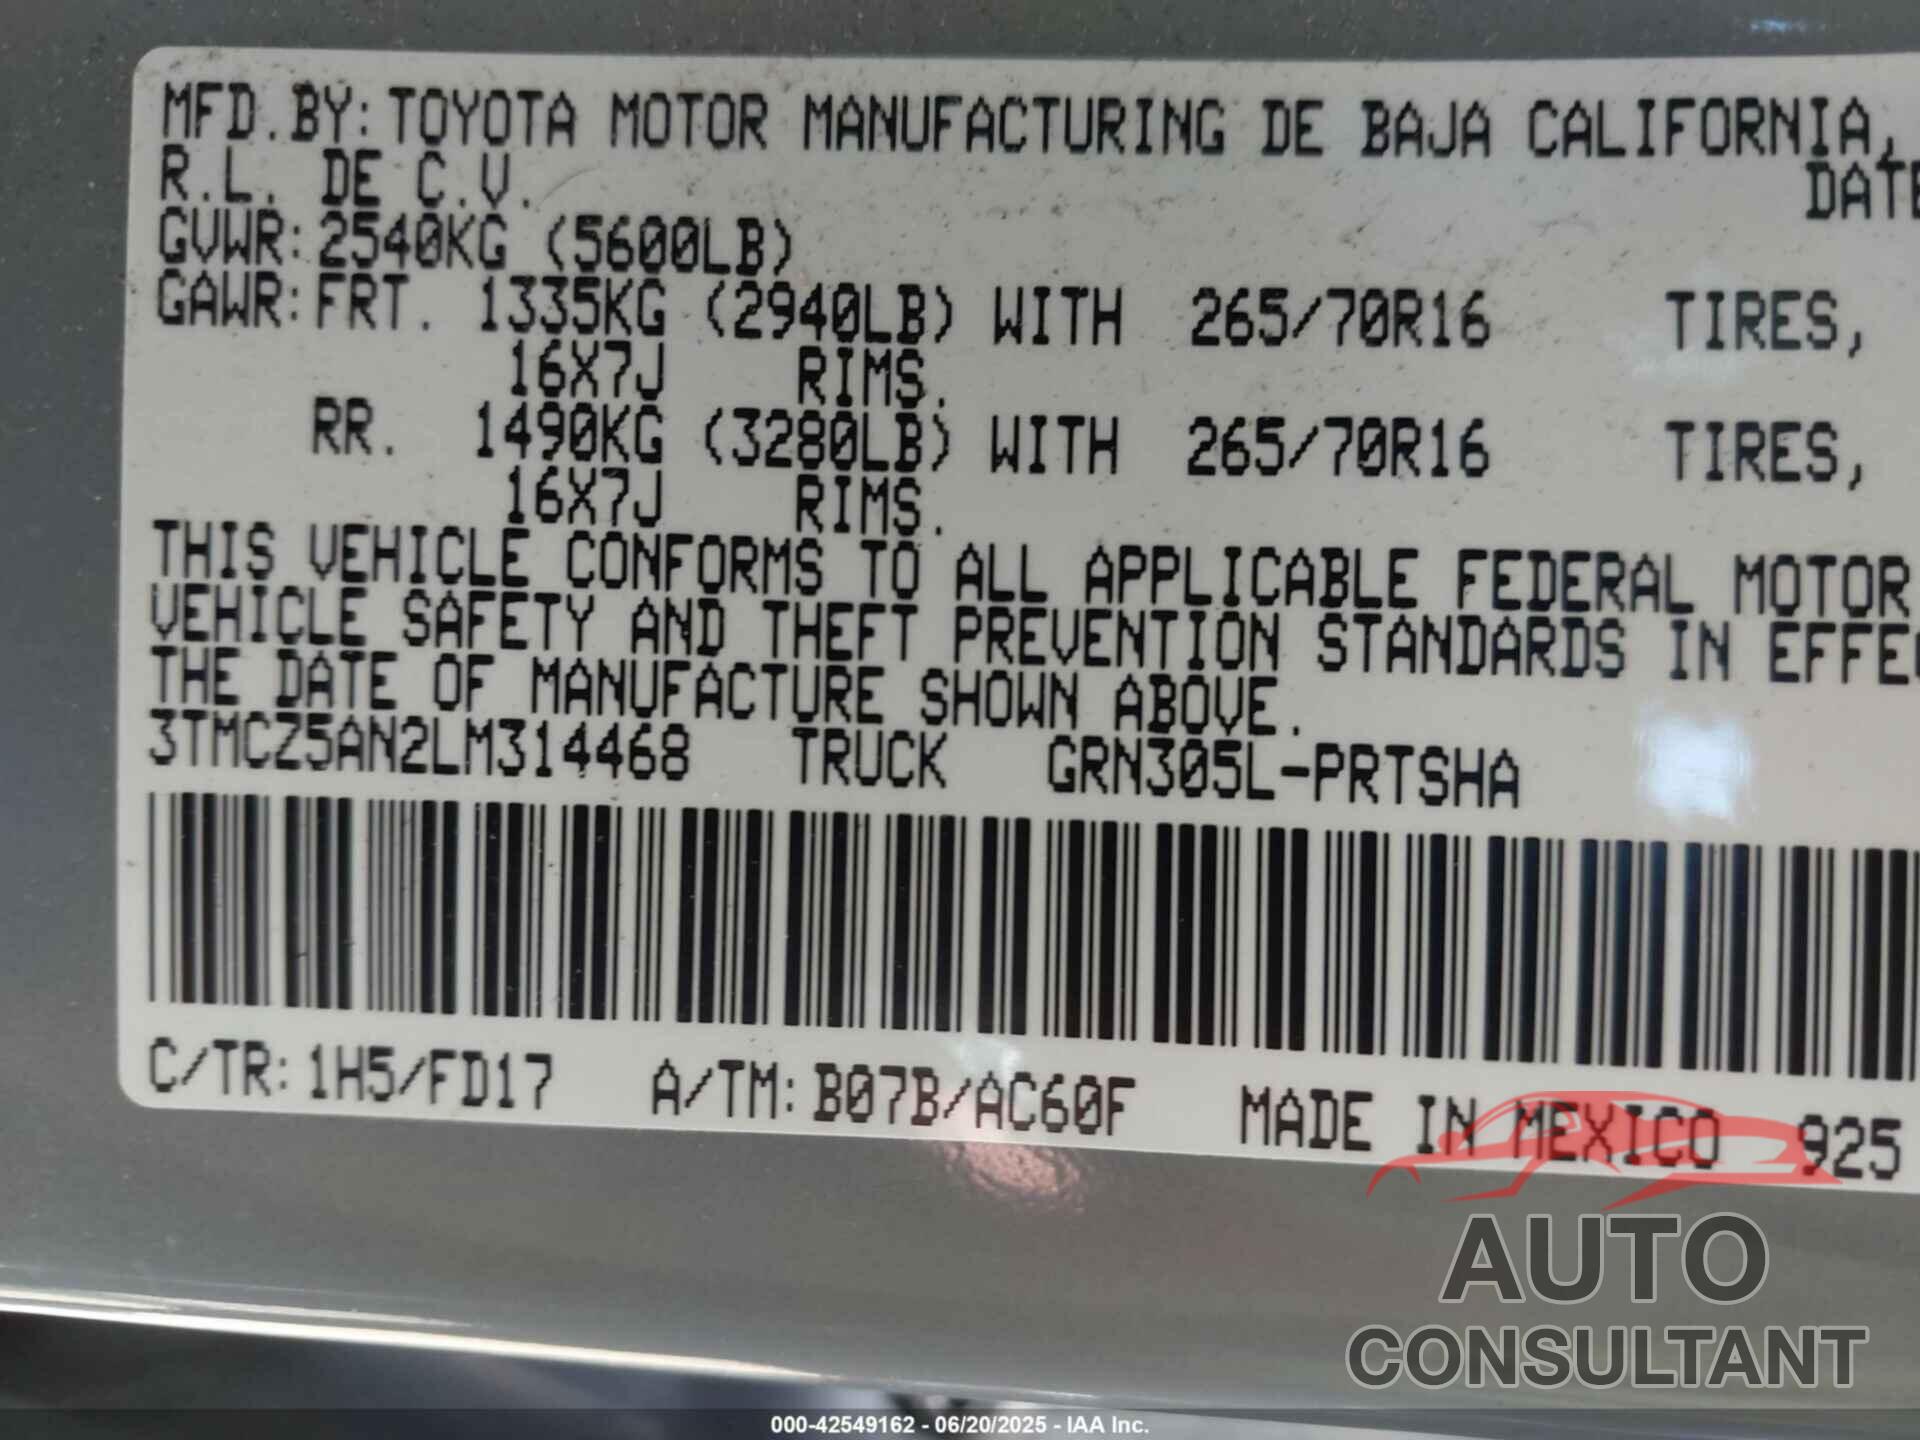 MFD.BY:TOYOTA MOTOR MANUFACTURING DE BAJA CALIFORNIA,
R.L. DE C.V. DATE
GVWR:2540KG (5600LB)
GAWR:FRT. 1335KG (2940LB) WITH 265/70R16 TIRES,
16X7J RIMS.
RR. 1490KG (3280LB) WITH 265/70R16 TIRES,
16X7J RIMS.
THIS VEHICLE CONFORMS TO ALL APPLICABLE FEDERAL MOTOR
VEHICLE SAFETY AND THEFT PREVENTION STANDARDS IN EFFEC
THE DATE OF MANUFACTURE SHOWN ABOVE.
3TMCZ5AN2LM314468 TRUCK GRN305L-PRTSHA
C/TR:1H5/FD17 A/TM:B07B/AC60F MADE IN MEXICO 925
AUTO
CONSULTANT
000-42549162 - 06/20/2025 - IAA Inc.